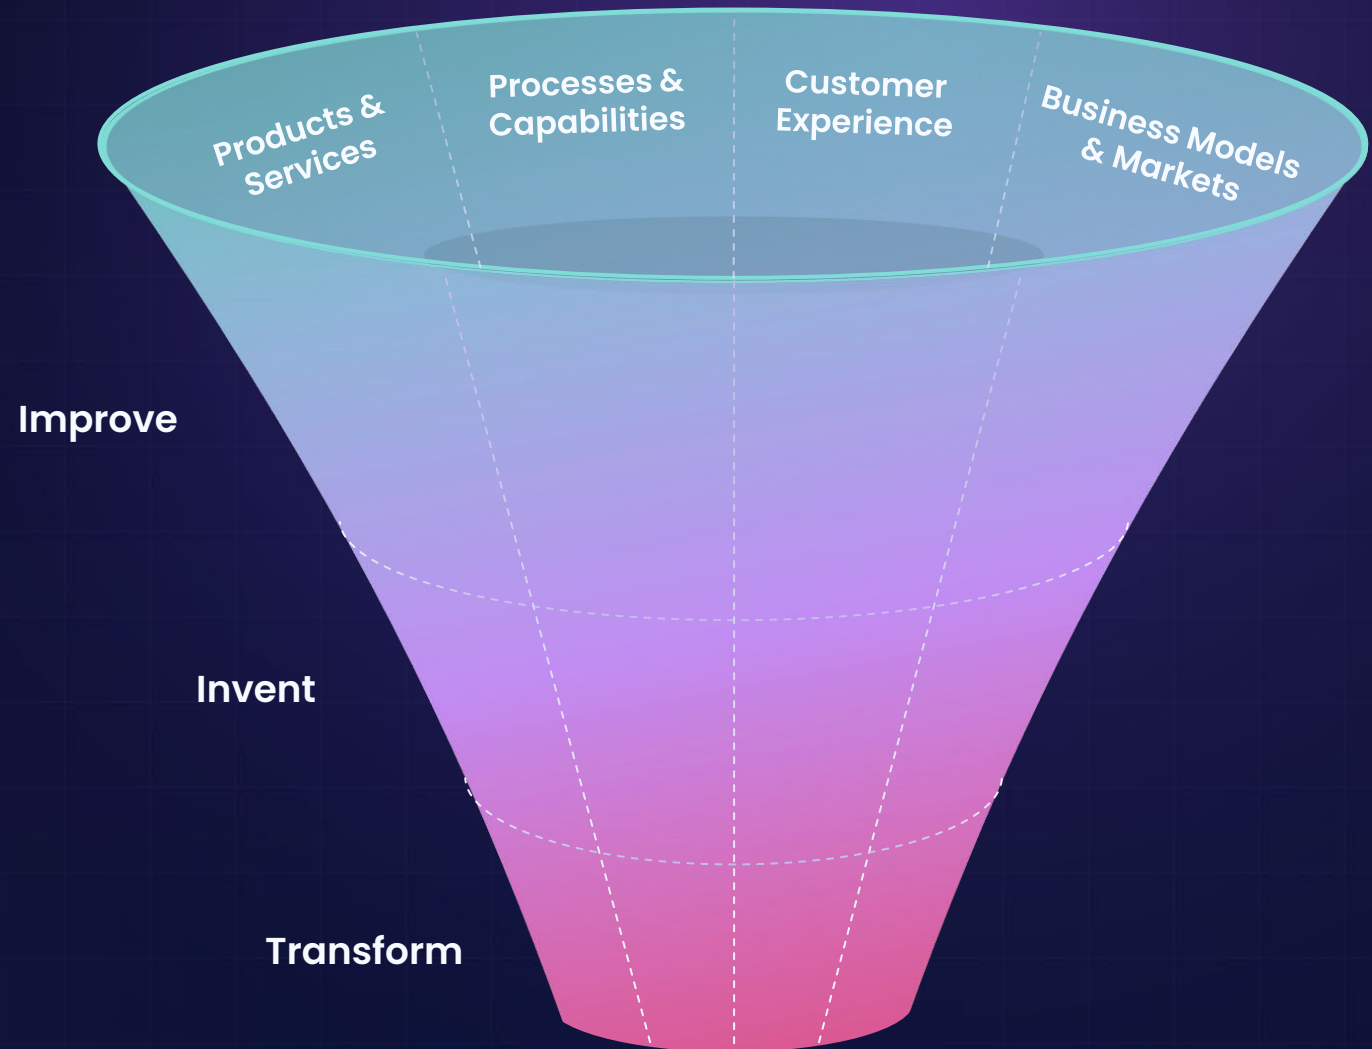 Products &
Services
Processes &
Capabilities
Customer
Experience
Business Models
& Markets
Improve
Invent
Transform